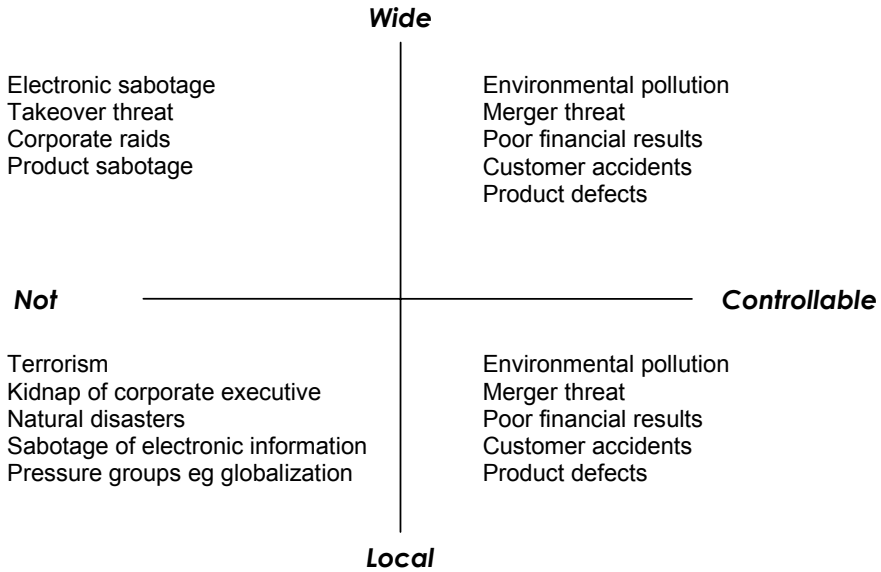 Wide
Electronic sabotage
Takeover threat
Corporate raids
Product sabotage
Environmental pollution
Merger threat
Poor financial results
Customer accidents
Product defects
Not
Controllable
Terrorism
Kidnap of corporate executive
Natural disasters
Sabotage of electronic information
Pressure groups eg globalization
Environmental pollution
Merger threat
Poor financial results
Customer accidents
Product defects
Local